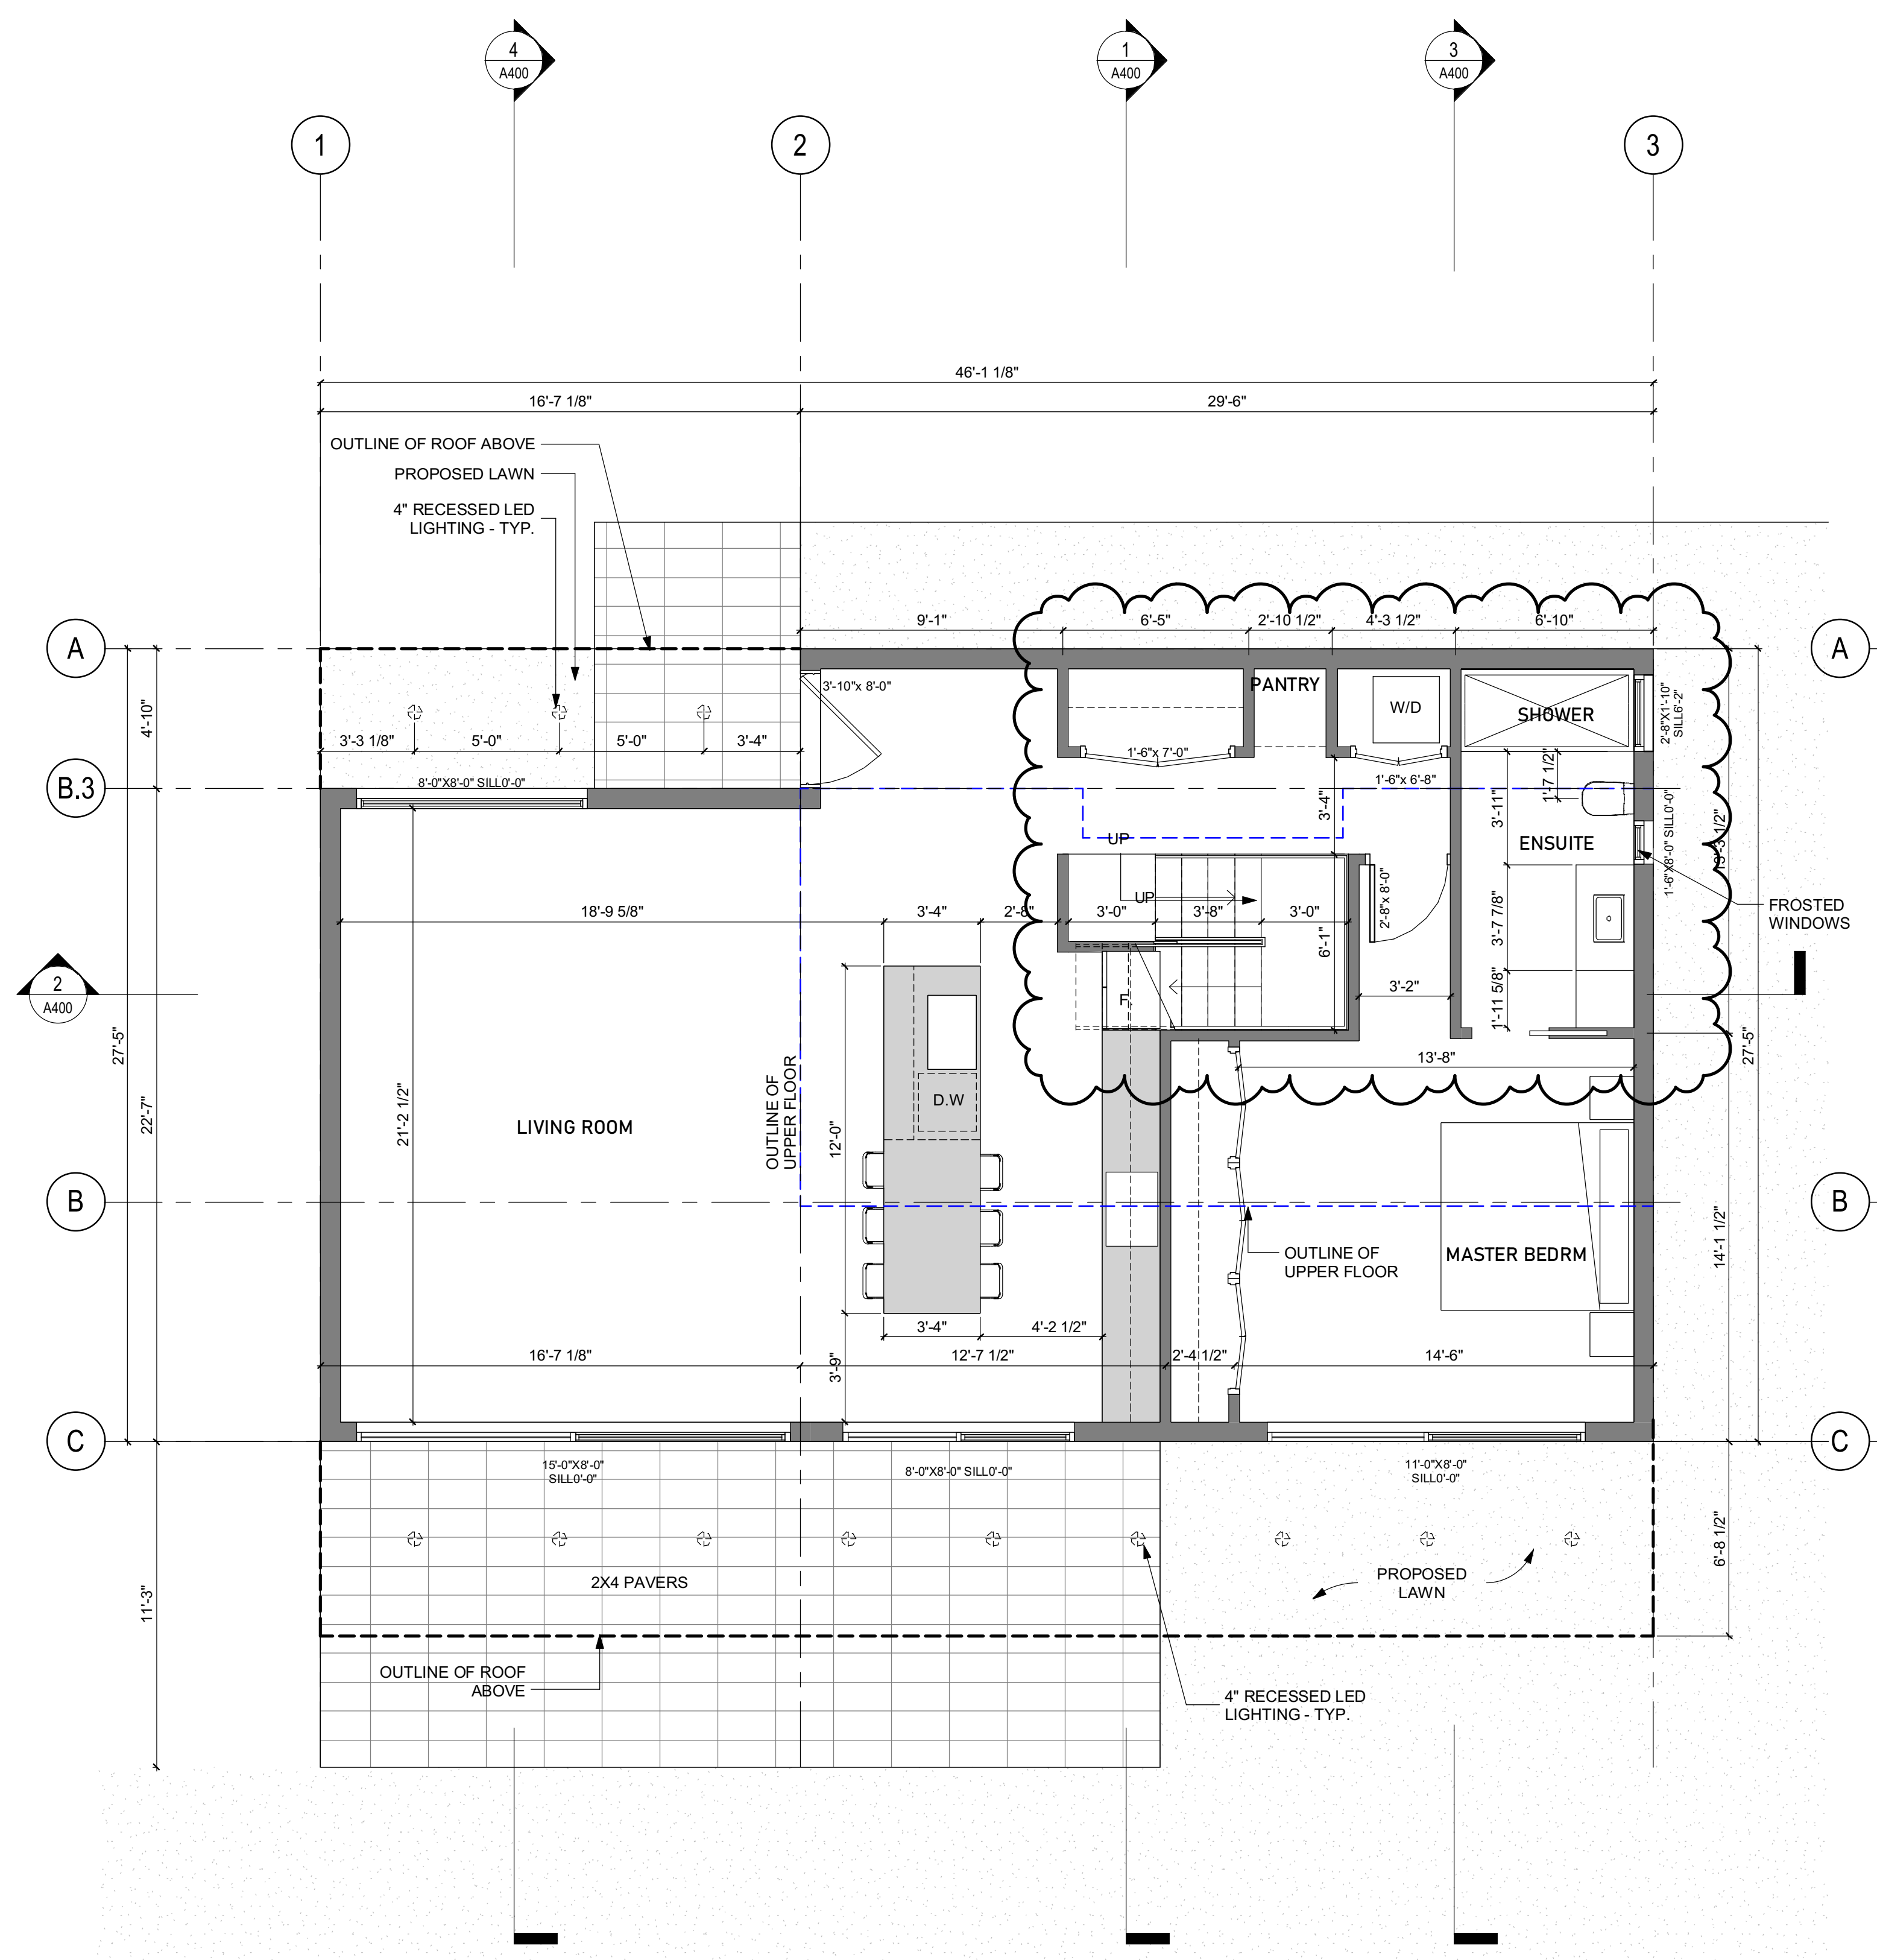 4
A400
1
A400
3
A400
1
2
3
46'-1 1/8"
16'-7 1/8"
29'-6"
OUTLINE OF ROOF ABOVE
PROPOSED LAWN
4" RECESSED LED
LIGHTING - TYP.
9'-1"
6'-5"
2'-10 1/2"
4'-3 1/2"
6'-10"
A
A
4'-10"
3'-10"x 8'-0"
PANTRY
W/D
SHOWER
2'-8"X1'-10"
SILL6'-2"
3'-3 1/8"
5'-0"
5'-0"
3'-4"
1'-6"x 7'-0"
1'-6"x 6'-8"
1'-7 1/2"
B.3
8'-0"X8'-0" SILL0'-0"
3'-4"
3'-11"
1'-6"X8'-0" SILL0'-0"
13'-3 1/2"
UP
ENSUITE
UP
2'-8"x 8'-0"
18'-9 5/8"
3'-4"
2'-8"
3'-0"
3'-8"
3'-0"
6'-1"
3'-7 7/8"
FROSTED
WINDOWS
2
A400
F.
3'-2"
1'-11 5/8"
27'-5"
13'-8"
27'-5"
22'-7"
21'-2 1/2"
LIVING ROOM
OUTLINE OF
UPPER FLOOR
D.W
12'-0"
B
B
OUTLINE OF
UPPER FLOOR
MASTER BEDRM
14'-1 1/2"
3'-4"
4'-2 1/2"
16'-7 1/8"
3'-9"
12'-7 1/2"
2'-4 1/2"
14'-6"
C
C
15'-0"X8'-0"
SILL0'-0"
8'-0"X8'-0" SILL0'-0"
11'-0"X8'-0"
SILL0'-0"
6'-8 1/2"
11'-3"
2X4 PAVERS
PROPOSED
LAWN
OUTLINE OF ROOF
ABOVE
4" RECESSED LED
LIGHTING - TYP.